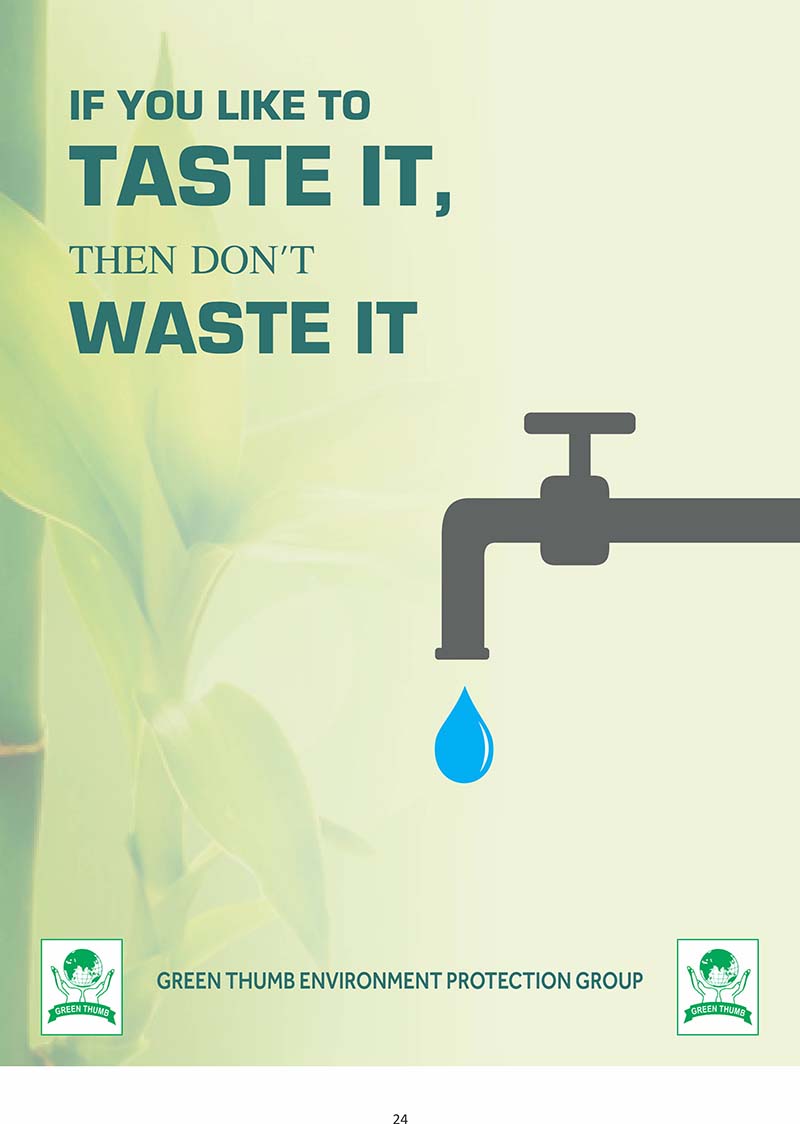 IF YOU LIKE TO
TASTE IT,
THEN DON'T
WASTE IT
GREEN THUMB
GREEN THUMB ENVIRONMENT PROTECTION GROUP
GREEN THUMB
24